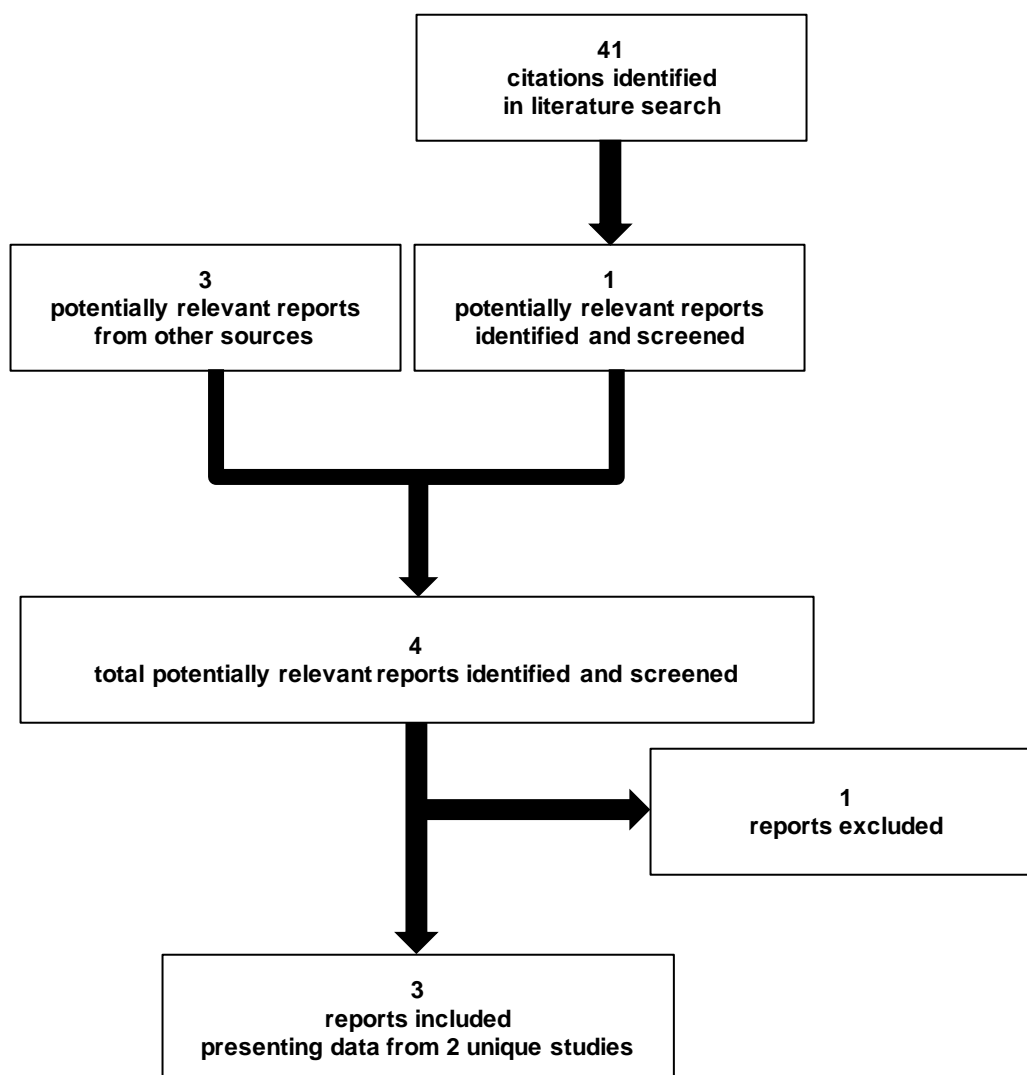 41
citations identified
in literature search
3
potentially relevant reports
from other sources
1
potentially relevant reports
identified and screened
4
total potentially relevant reports identified and screened
1
reports excluded
3
reports included
presenting data from 2 unique studies